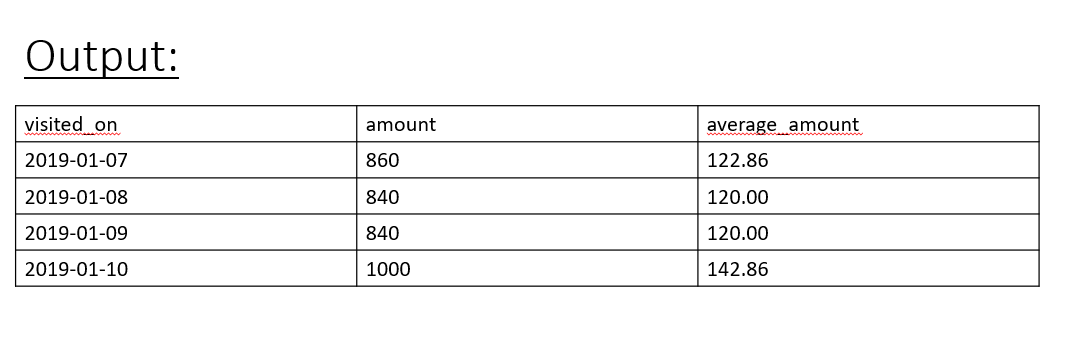 Output:
visited_on amount average_amount
2019-01-07 860 122.86
2019-01-08 840 120.00
2019-01-09 840 120.00
2019-01-10 1000 142.86